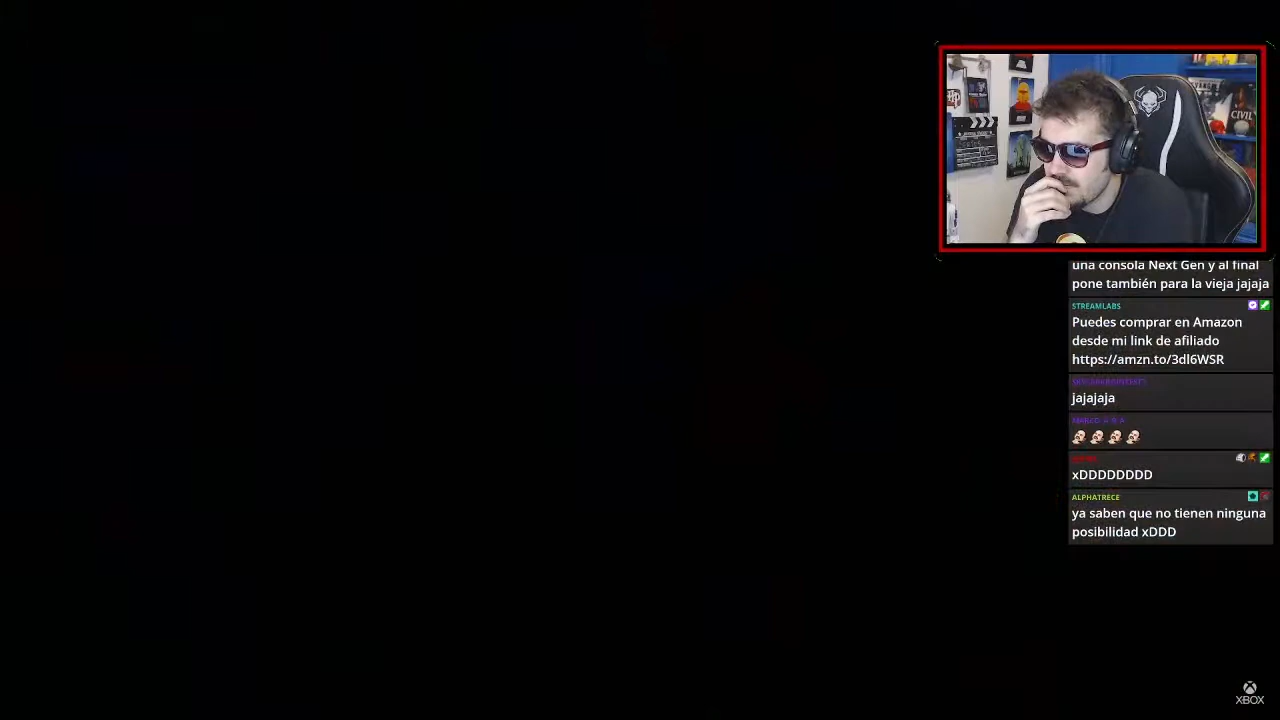 CIVIL
una consola Next Gen y al final
pone también para la vieja jajaja
STREAMLABS
Puedes comprar en Amazon
desde mi link de afiliado
https://amzn.to/3dl6WSR
jajajaja
xDDDDDDDD
ALPHATRECE
ya saben que no tienen ninguna
posibilidad xDDD
XBOX